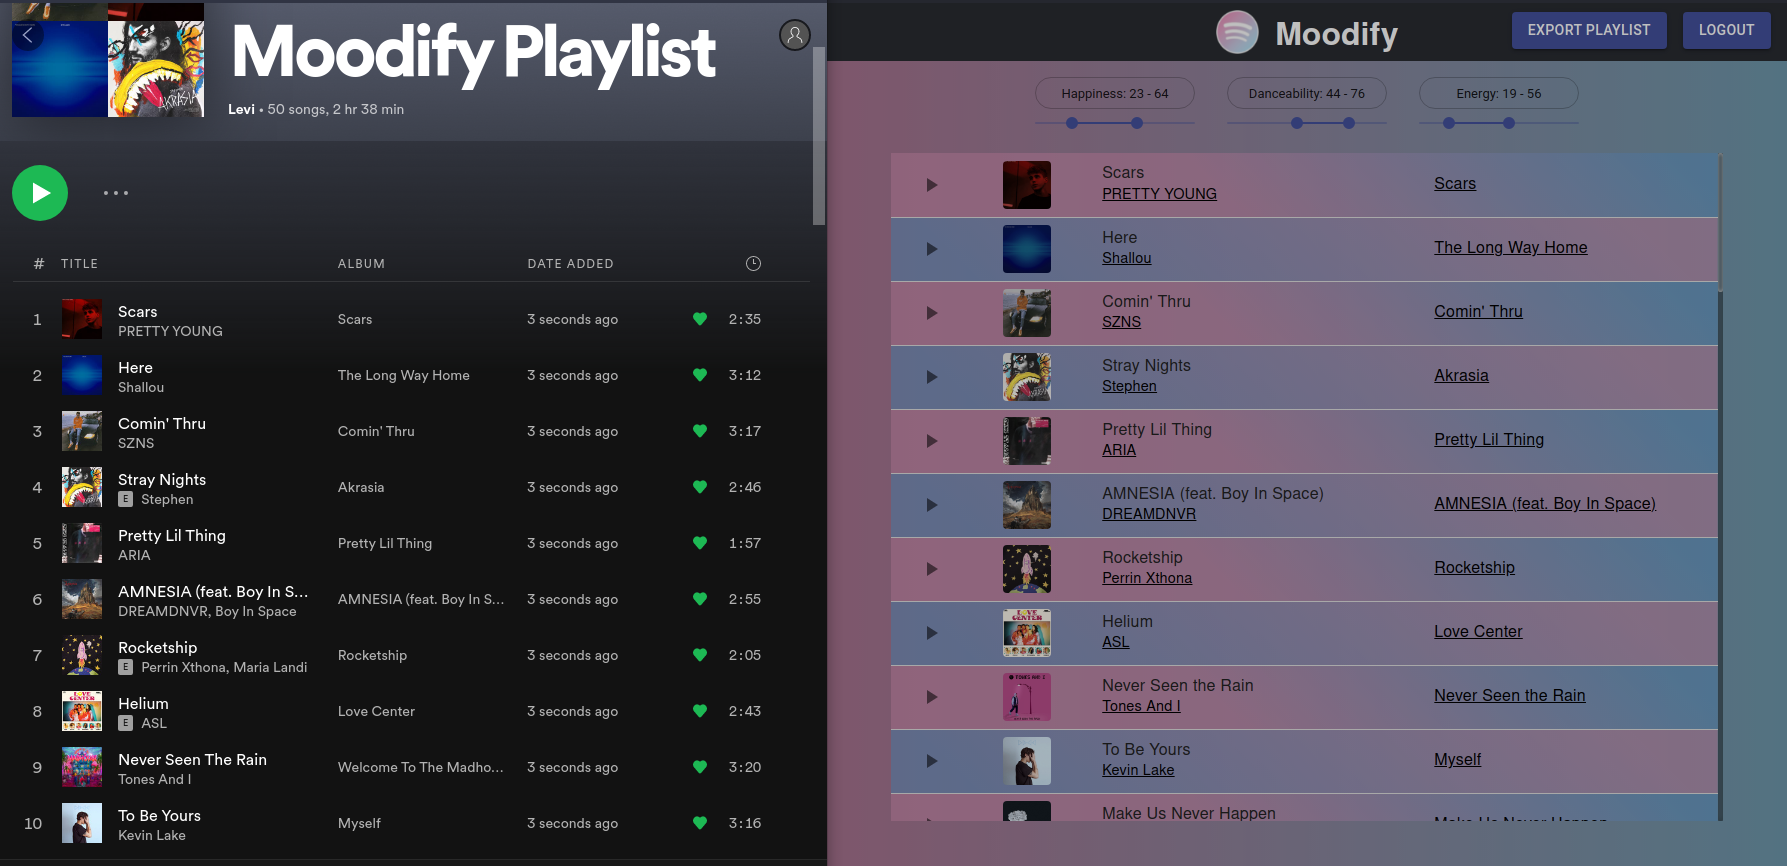 Moodify Playlist
Levi • 50 songs, 2 hr 38 min
# TITLE ALBUM DATE ADDED
1 Scars Scars 3 seconds ago 2:35
PRETTY YOUNG
2 Here The Long Way Home 3 seconds ago 3:12
Shallou
3 Comin' Thru Comin' Thru 3 seconds ago 3:17
SZNS
4 Stray Nights Akrasia 3 seconds ago 2:46
E Stephen
5 Pretty Lil Thing Pretty Lil Thing 3 seconds ago 1:57
ARIA
6 AMNESIA (feat. Boy In S... AMNESIA (feat. Boy In S... 3 seconds ago 2:55
DREAMDNVR, Boy In Space
7 Rocketship Rocketship 3 seconds ago 2:05
E Perrin Xthona, Maria Landi
8 Helium Love Center 3 seconds ago 2:43
E ASL
9 Never Seen The Rain Welcome To The Madho... 3 seconds ago 3:20
Tones And I
10 To Be Yours Myself 3 seconds ago 3:16
Kevin Lake
Moodify EXPORT PLAYLIST LOGOUT
Happiness: 23 - 64 Danceability: 44 - 76 Energy: 19 - 56
Scars Scars
PRETTY YOUNG
Here The Long Way Home
Shallou
Comin' Thru Comin' Thru
SZNS
Stray Nights Akrasia
Stephen
Pretty Lil Thing Pretty Lil Thing
ARIA
AMNESIA (feat. Boy In Space) AMNESIA (feat. Boy In Space)
DREAMDNVR
Rocketship Rocketship
Perrin Xthona
Helium Love Center
ASL
Never Seen the Rain Never Seen the Rain
Tones And I
To Be Yours Myself
Kevin Lake
Make Us Never Happen Make Us Never Happen